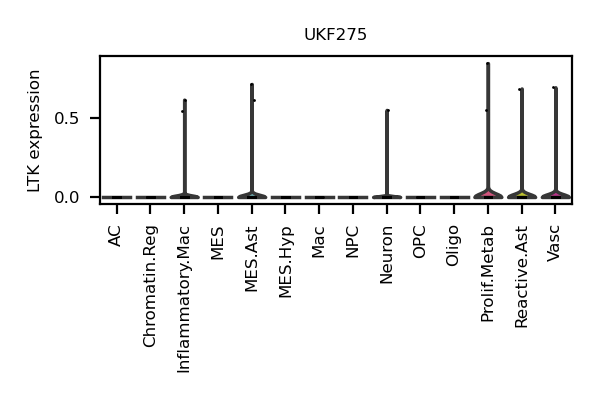 UKF275
LTK expression
0.5
0.0
AC
Chromatin.Reg
Inflammatory.Mac
MES
MES.Ast
MES.Hyp
Mac
NPC
Neuron
OPC
Oligo
Prolif.Metab
Reactive.Ast
Vasc